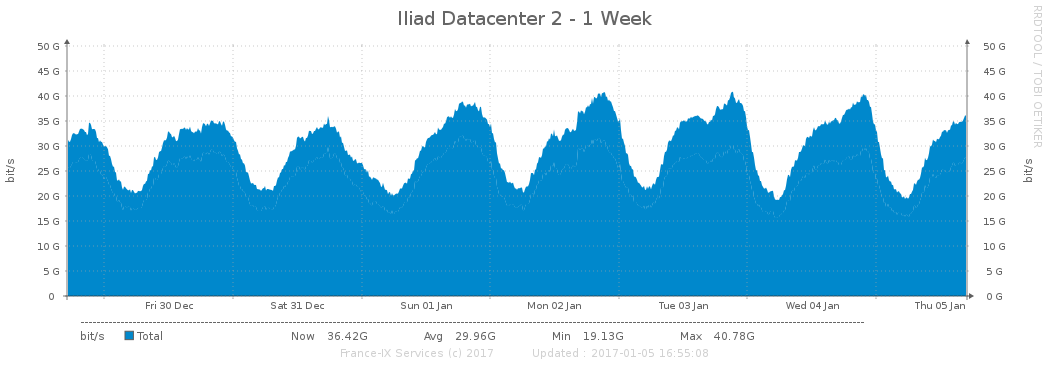 Iliad Datacenter 2 - 1 Week
RRDTOOL / TOBI OETIKER
bit/s
50 G 50 G
45 G 45 G
40 G 40 G
35 G 35 G
30 G 30 G
25 G 25 G
20 G 20 G
15 G 15 G
10 G 10 G
5 G 5 G
0 0 G
bit/s
Fri 30 Dec Sat 31 Dec Sun 01 Jan Mon 02 Jan Tue 03 Jan Wed 04 Jan Thu 05 Jan
bit/s Total Now 36.42G Avg 29.96G Min 19.13G Max 40.78G
France-IX Services (c) 2017 Updated : 2017-01-05 16:55:08